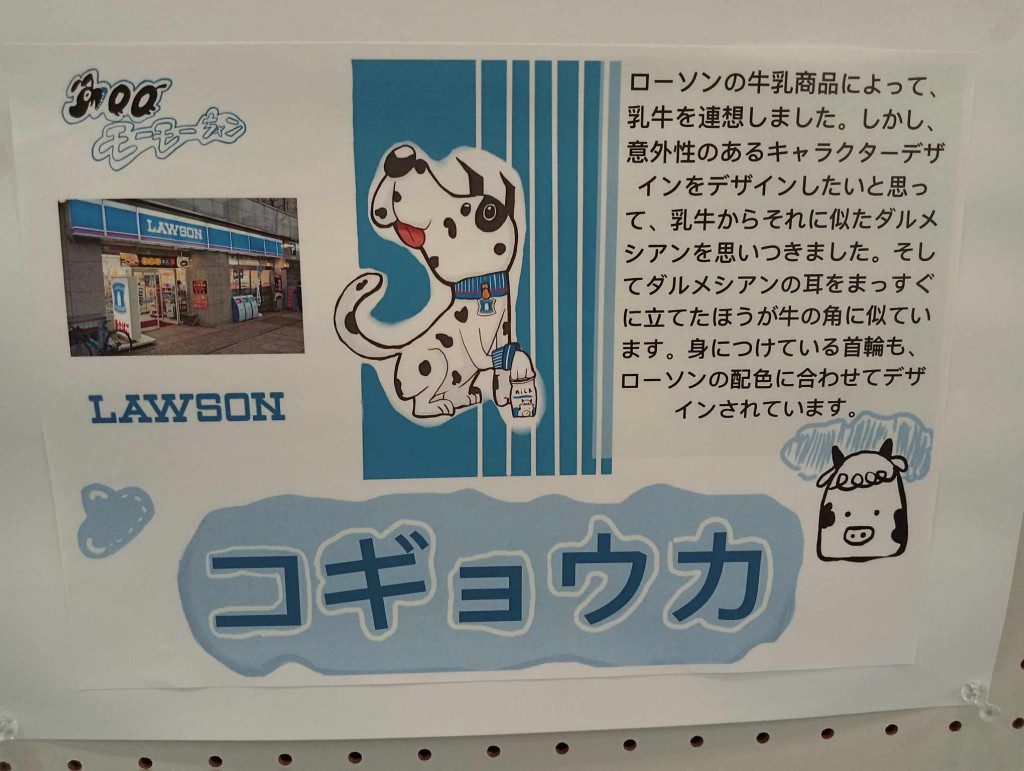 モーモーチャン
LAWSON
LAWSON
MILK
ローソンの牛乳商品によって、
乳牛を連想しました。しかし、
意外性のあるキャラクターデザ
インをデザインしたいと思っ
て、乳牛からそれに似たダルメ
シアンを思いつきました。そし
てダルメシアンの耳をまっすぐ
に立てたほうが牛の角に似てい
ます。身につけている首輪も、
ローソンの配色に合わせてデザ
インされています。
コギョウカ